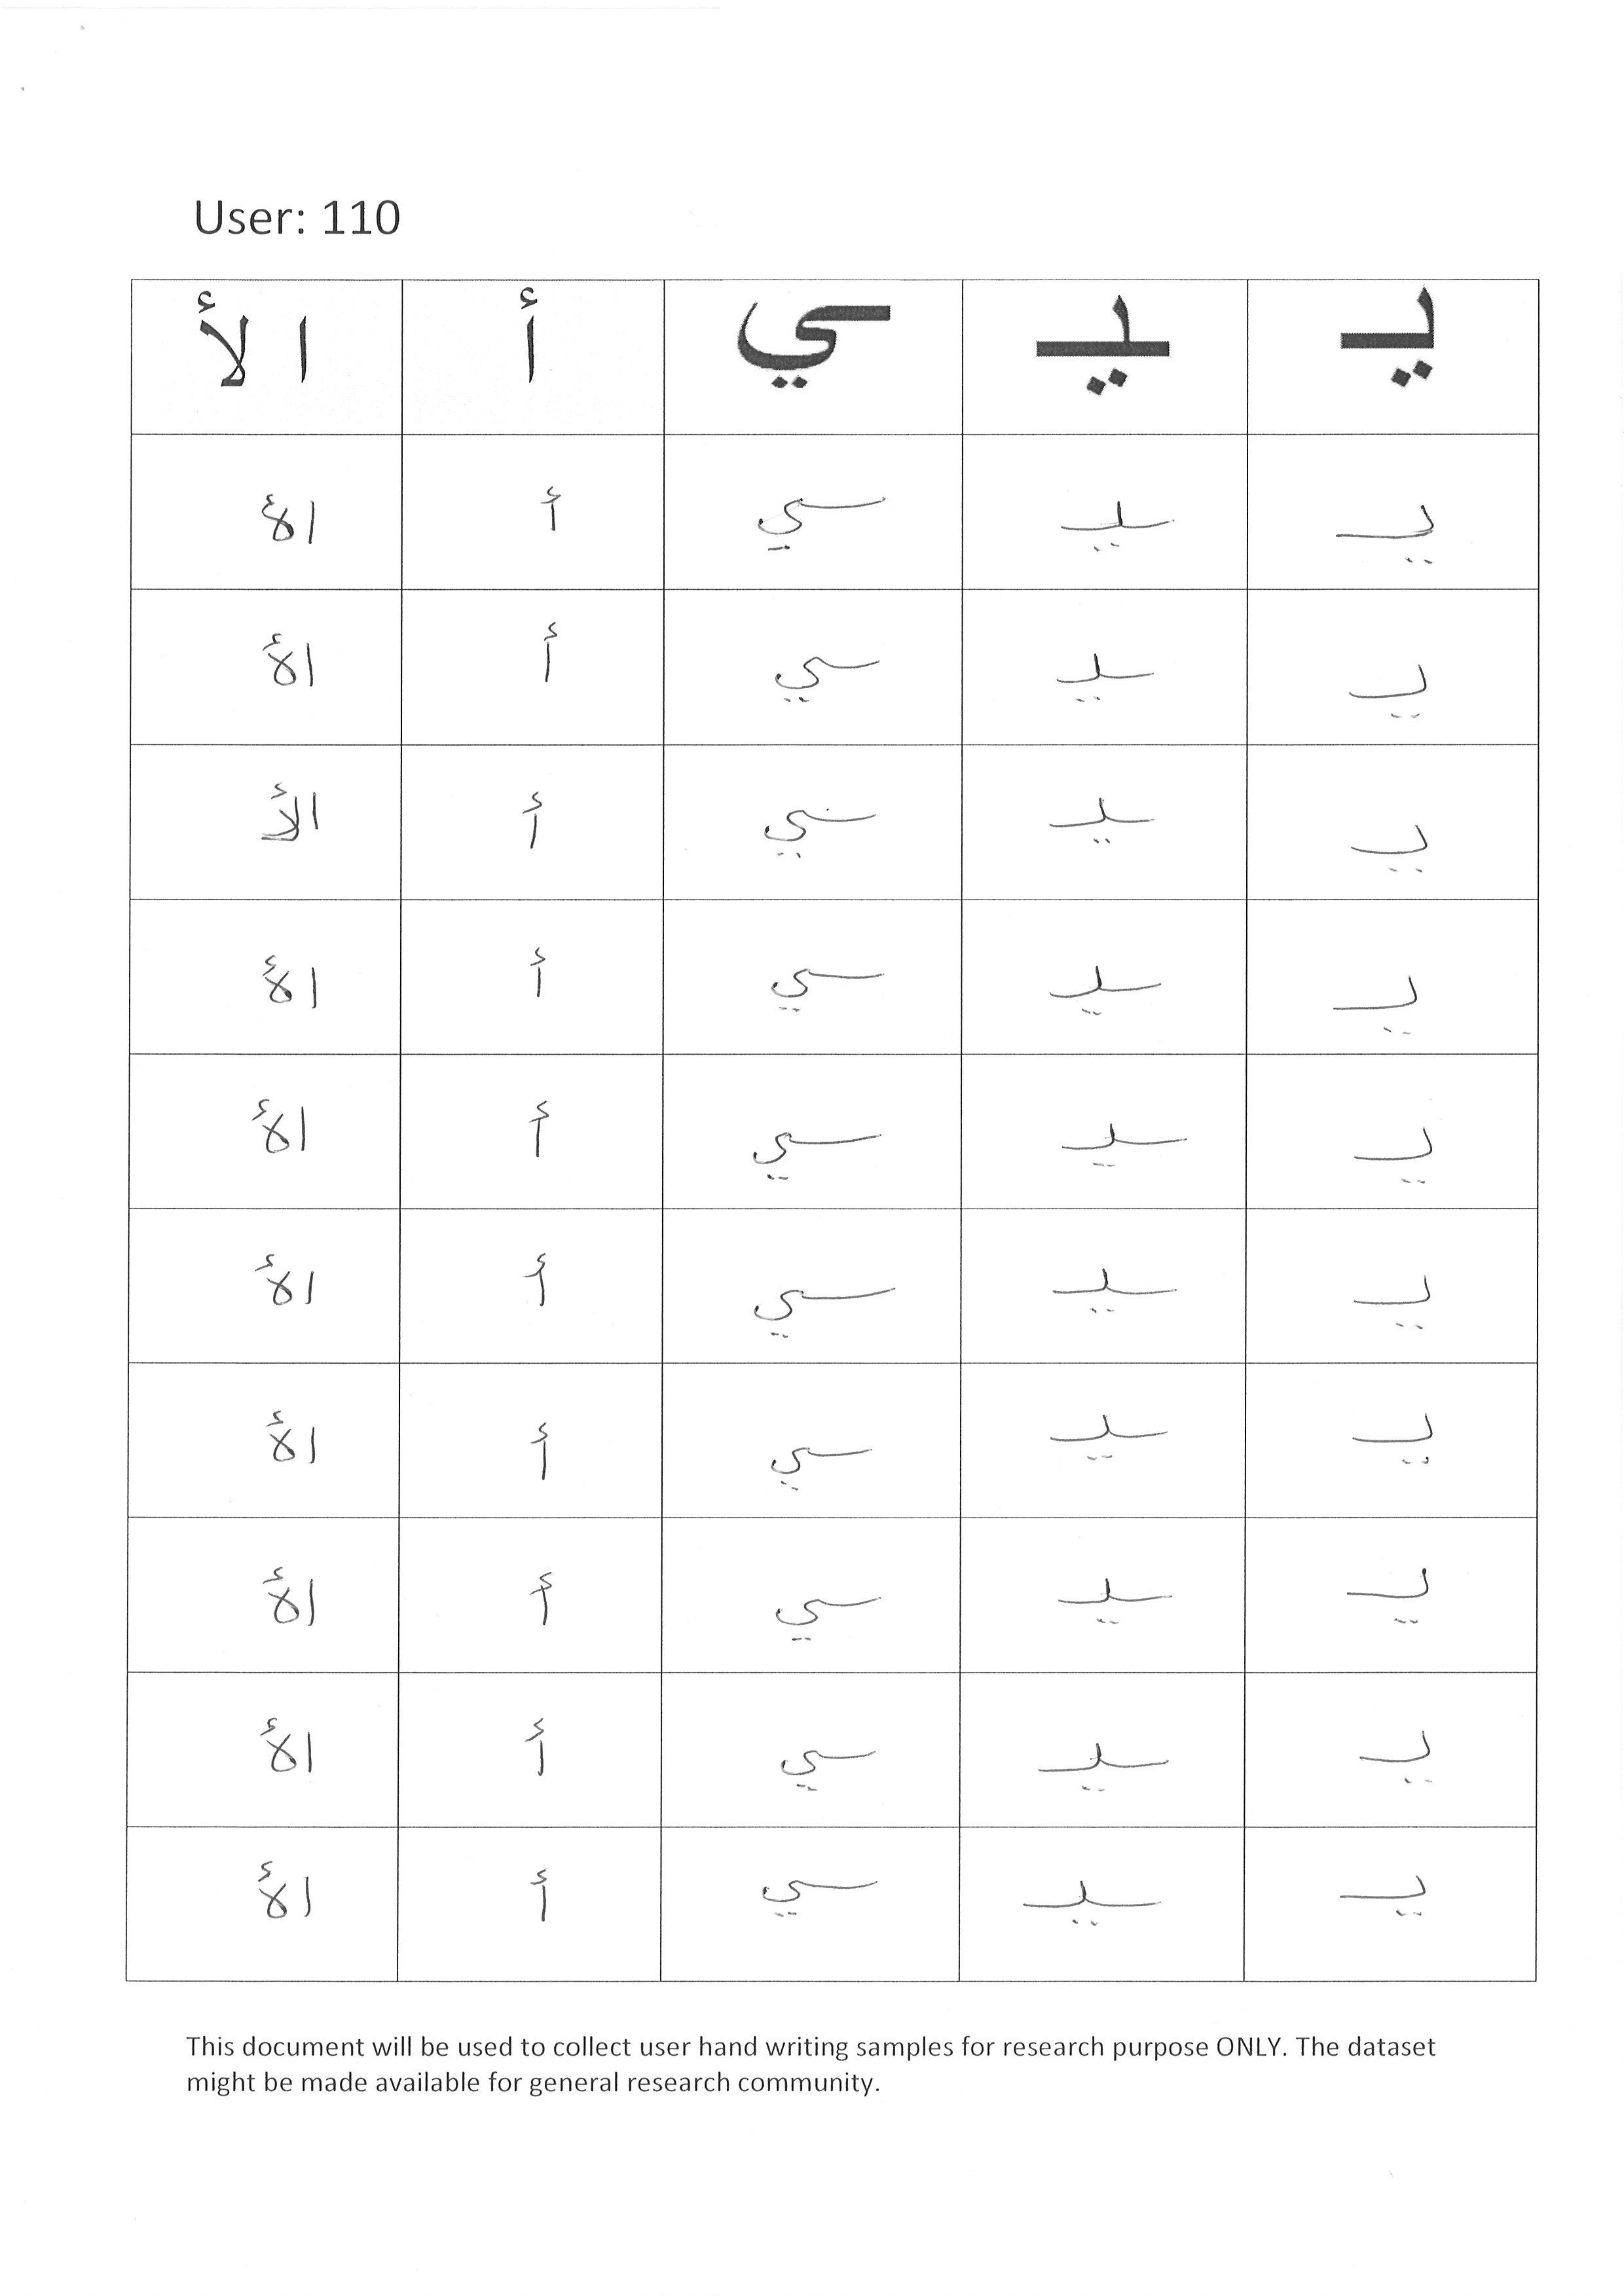 User: 110
يـ ـيـ ـي أ ا لأ
يـ ـيـ ـي أ الأ
يـ ـيـ ـي أ الأ
يـ ـيـ ـي أ الأ
يـ ـيـ ـي أ الأ
يـ ـيـ ـي أ الأ
يـ ـيـ ـي أ الأ
يـ ـيـ ـي أ الأ
يـ ـيـ ـي أ الأ
يـ ـيـ ـي أ الأ
يـ ـيـ ـي أ الأ
This document will be used to collect user hand writing samples for research purpose ONLY. The dataset
might be made available for general research community.